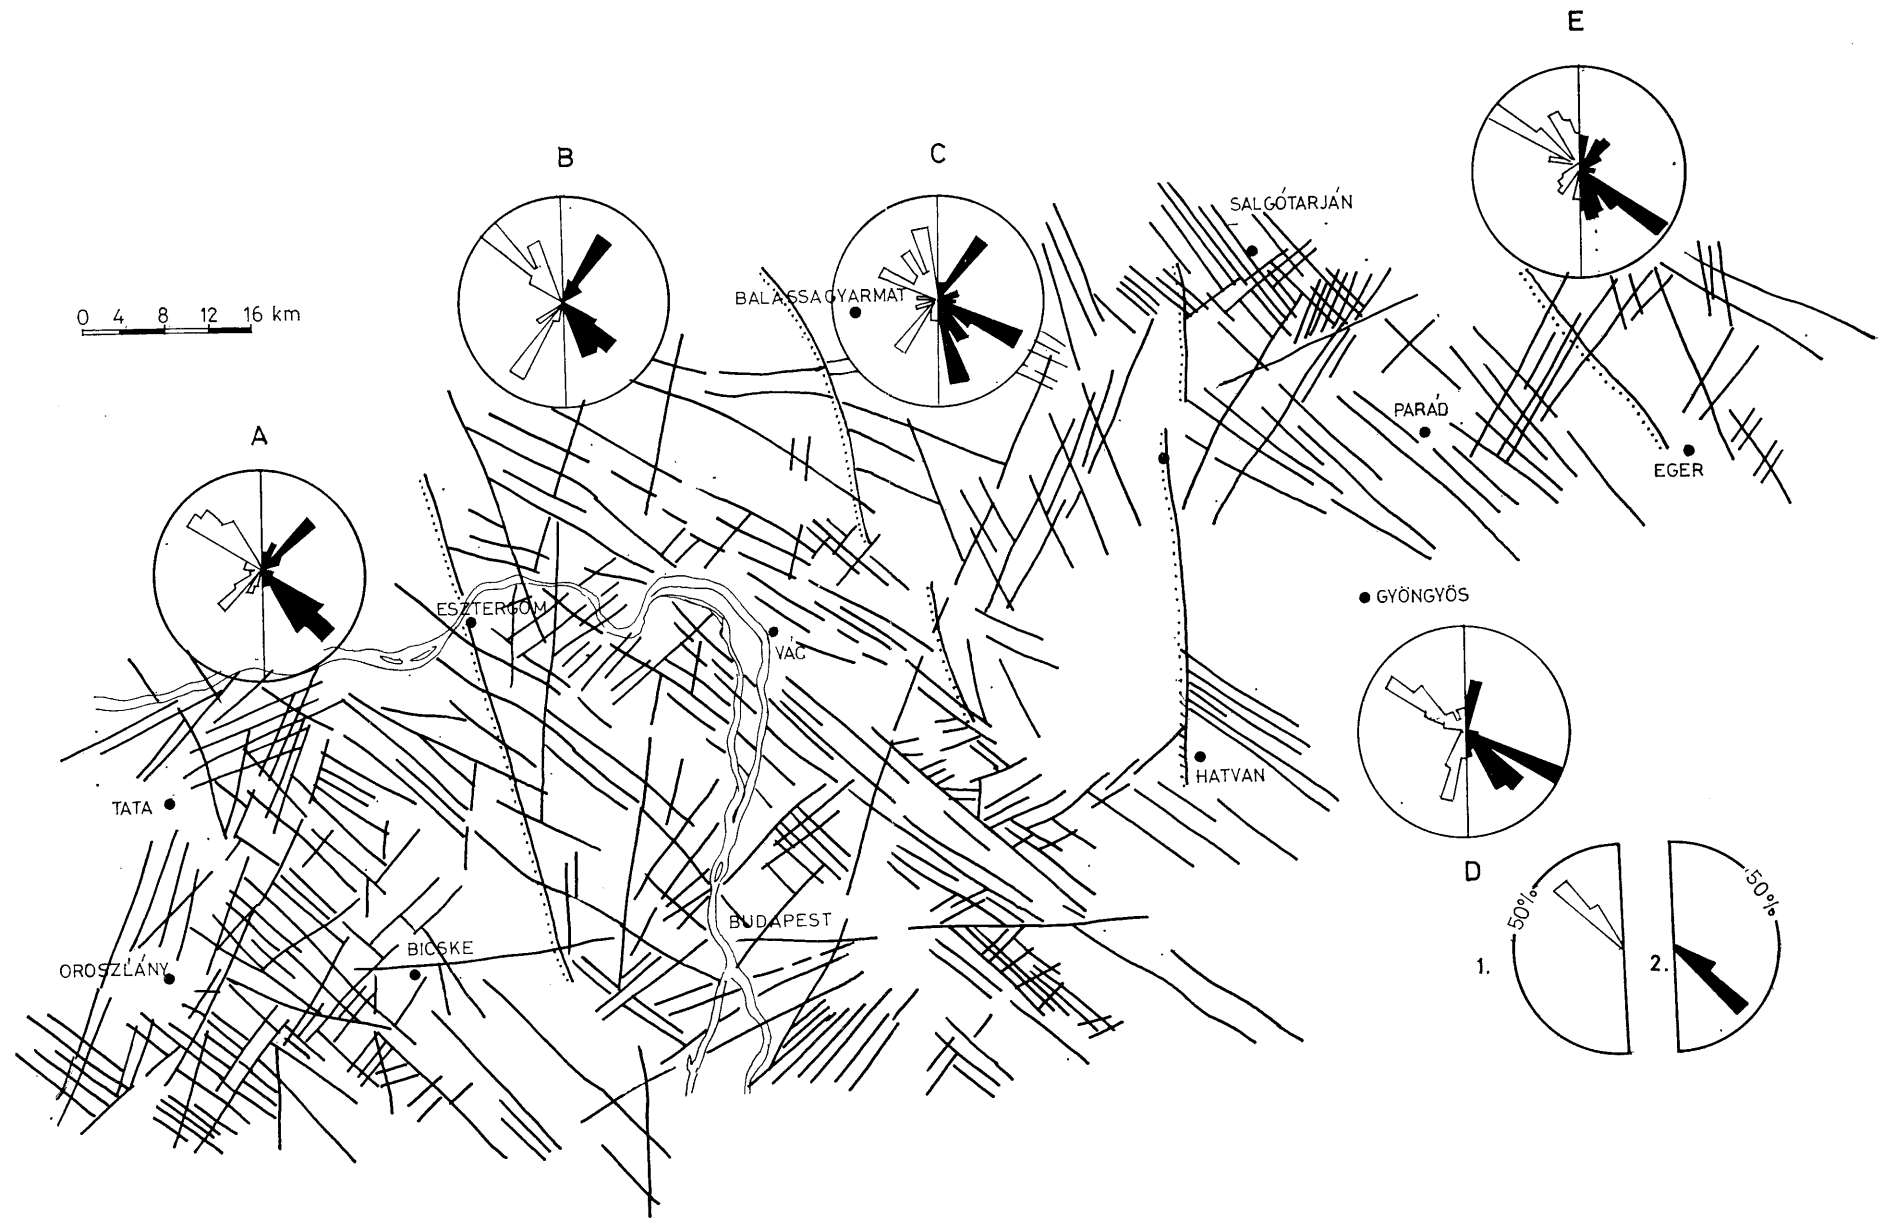 E
B
C
SALGÓTARJÁN
BALASSAGYARMAT
0 4 8 12 16 km
PARÁD
A
EGER
GYÖNGYÖS
ESZTERGOM
VÁC
HATVAN
TATA
D
50%
50%
BUDAPEST
BICSKE
OROSZLÁNY
1.
2.